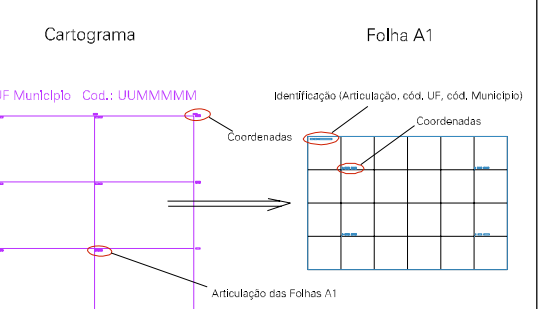 Cartograma
Folha A1
UF Município Cod.: UUMMMMM
Identificação (Articulação, cód. UF, cód. Município)
Coordenadas
Coordenadas
Articulação das Folhas A1